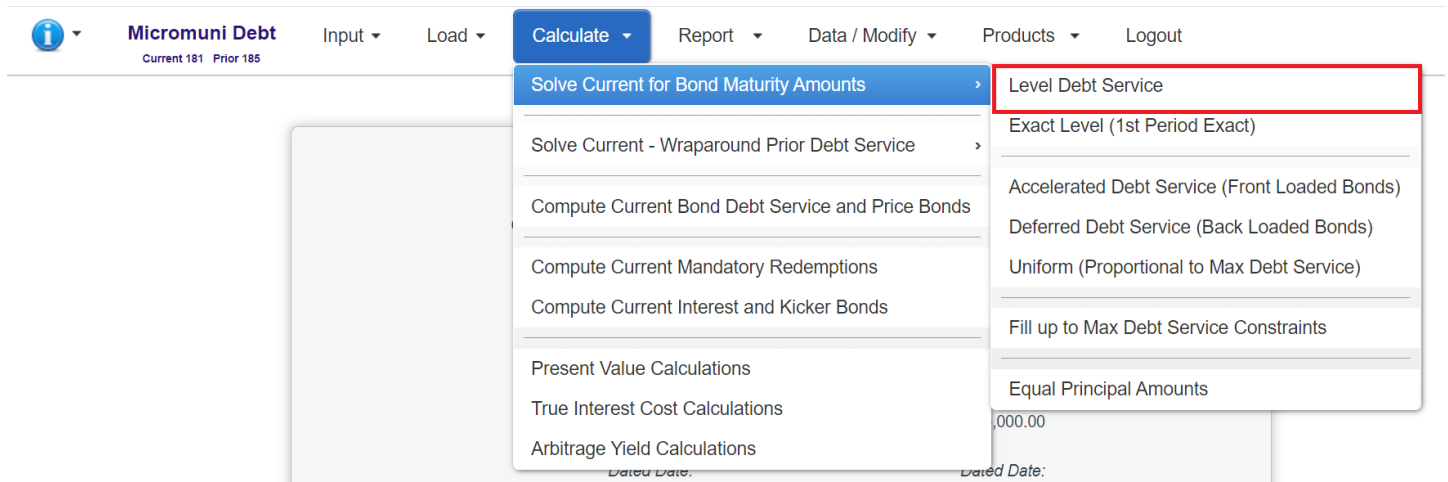 Micromuni Debt
Current 181 Prior 185
Input
Load
Calculate
Report
Data / Modify
Products
Logout
Solve Current for Bond Maturity Amounts
Solve Current - Wraparound Prior Debt Service
Compute Current Bond Debt Service and Price Bonds
Compute Current Mandatory Redemptions
Compute Current Interest and Kicker Bonds
Present Value Calculations
True Interest Cost Calculations
Arbitrage Yield Calculations
Level Debt Service
Exact Level (1st Period Exact)
Accelerated Debt Service (Front Loaded Bonds)
Deferred Debt Service (Back Loaded Bonds)
Uniform (Proportional to Max Debt Service)
Fill up to Max Debt Service Constraints
Equal Principal Amounts
,000.00
Dated Date:
Dated Date: